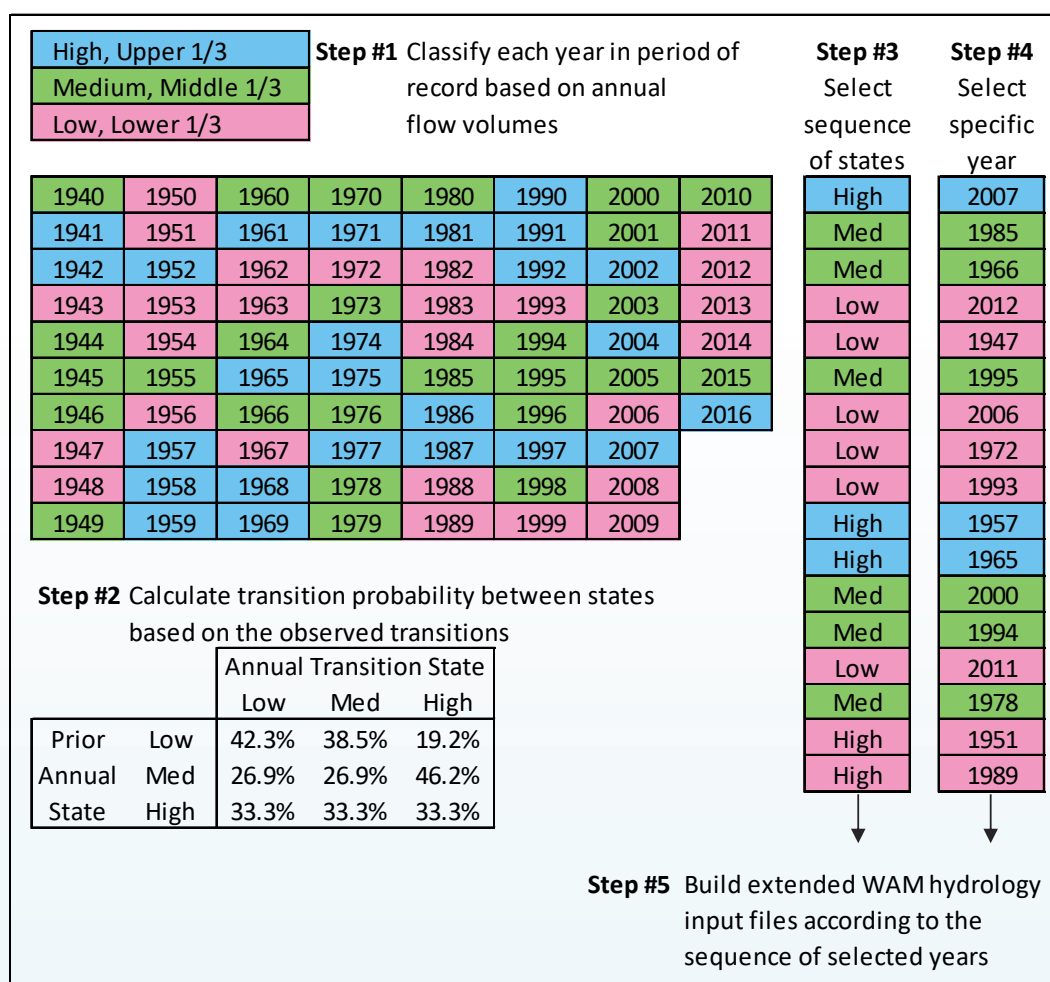 High, Upper 1/3
Medium, Middle 1/3
Low, Lower 1/3
Step #1 Classify each year in period of
record based on annual
flow volumes
Step #3
Select
sequence
of states
Step #4
Select
specific
year
1940 1950 1960 1970 1980 1990 2000 2010
1941 1951 1961 1971 1981 1991 2001 2011
1942 1952 1962 1972 1982 1992 2002 2012
1943 1953 1963 1973 1983 1993 2003 2013
1944 1954 1964 1974 1984 1994 2004 2014
1945 1955 1965 1975 1985 1995 2005 2015
1946 1956 1966 1976 1986 1996 2006 2016
1947 1957 1967 1977 1987 1997 2007
1948 1958 1968 1978 1988 1998 2008
1949 1959 1969 1979 1989 1999 2009
High 2007
Med 1985
Med 1966
Low 2012
Low 1947
Med 1995
Low 2006
Low 1972
Low 1993
High 1957
High 1965
Med 2000
Med 1994
Low 2011
Med 1978
High 1951
High 1989
Step #2 Calculate transition probability between states
based on the observed transitions
Annual Transition State
Low Med High
Prior Low 42.3% 38.5% 19.2%
Annual Med 26.9% 26.9% 46.2%
State High 33.3% 33.3% 33.3%
Step #5 Build extended WAM hydrology
input files according to the
sequence of selected years